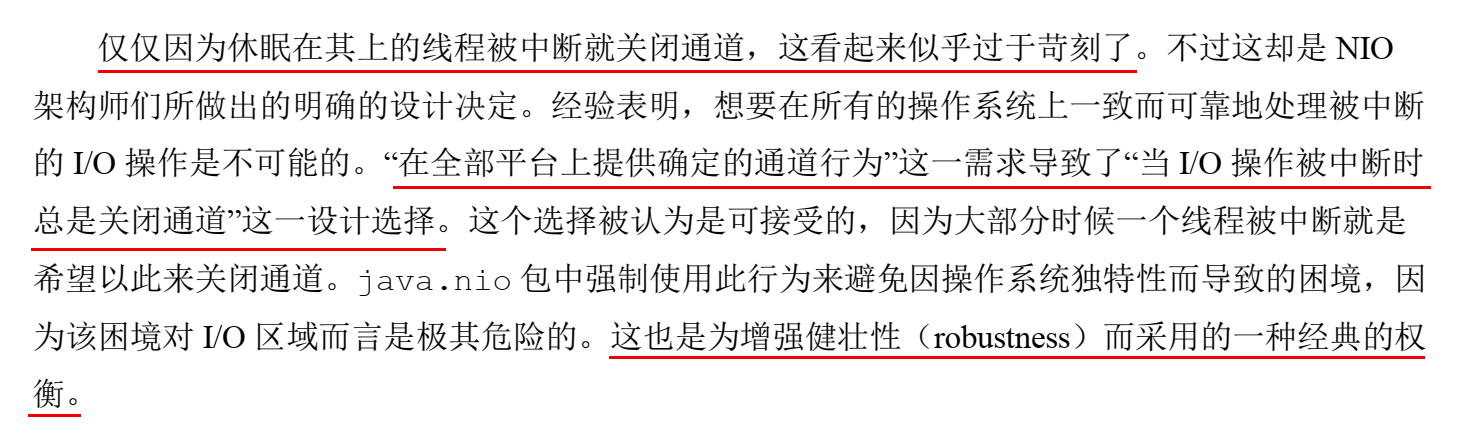 仅仅因为休眠在其上的线程被中断就关闭通道，这看起来似乎过于苛刻了。不过这却是 NIO
架构师们所做出的明确的设计决定。经验表明，想要在所有的操作系统上一致而可靠地处理被中断
的 I/O 操作是不可能的。“在全部平台上提供确定的通道行为”这一需求导致了“当 I/O 操作被中断时
总是关闭通道”这一设计选择。这个选择被认为是可接受的，因为大部分时候一个线程被中断就是
希望以此来关闭通道。java.nio 包中强制使用此行为来避免因操作系统独特性而导致的困境，因
为该困境对 I/O 区域而言是极其危险的。这也是为增强健壮性（robustness）而采用的一种经典的权
衡。